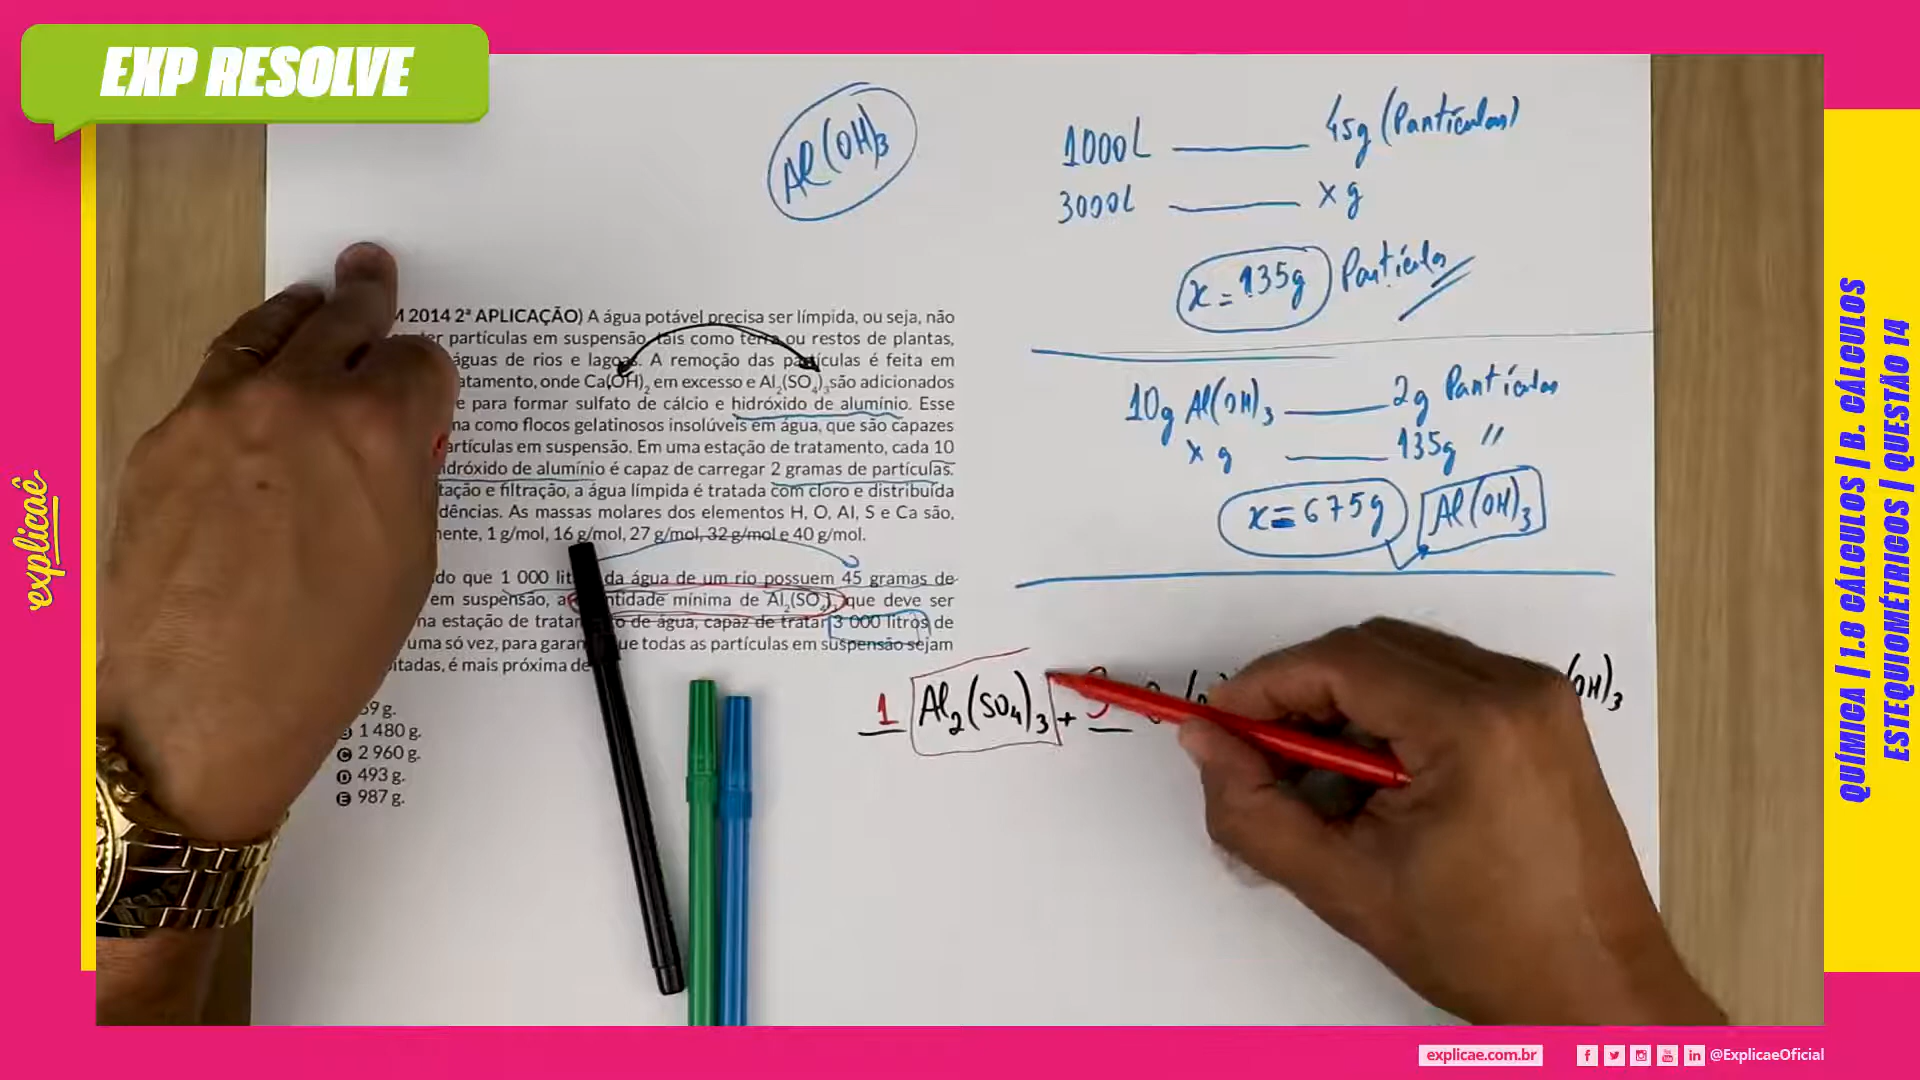 EXP RESOLVE
Al(OH)3
1000L 45g (Partículas)
3000L x g
x = 135g Partículas
M 2014 2ª APLICAÇÃO) A água potável precisa ser límpida, ou seja, não
partículas em suspensão, tais como terra ou restos de plantas,
águas de rios e lagoas. A remoção das partículas é feita em
atamento, onde Ca(OH)2 em excesso e Al2(SO4)3 são adicionados
e para formar sulfato de cálcio e hidróxido de alumínio. Esse
ma como flocos gelatinosos insolúveis em água, que são capazes
artículas em suspensão. Em uma estação de tratamento, cada 10
dróxido de alumínio é capaz de carregar 2 gramas de partículas.
tação e filtração, a água límpida é tratada com cloro e distribuída
dências. As massas molares dos elementos H, O, Al, S e Ca são,
mente, 1 g/mol, 16 g/mol, 27 g/mol, 32 g/mol e 40 g/mol.
do que 1 000 da água de um rio possuem 45 gramas de
em suspensão, a mínima de Al2(SO4)3 que deve ser
na estação de água, capaz de tratar 3 000 litros de
uma só vez, para que todas as partículas em suspensão sejam
itadas, é mais próxima de
59 g.
B 1 480 g.
C 2 960 g.
D 493 g.
E 987 g.
10g Al(OH)3 2g Partículas
x g 135g "
x = 675g Al(OH)3
1 Al2(SO4)3 + 3 (OH)3
explicaê
QUÍMICA | 1.8 CÁLCULOS | B. CÁLCULOS
ESTEQUIOMÉTRICOS | QUESTÃO 14
explicae.com.br @ExplicaeOficial